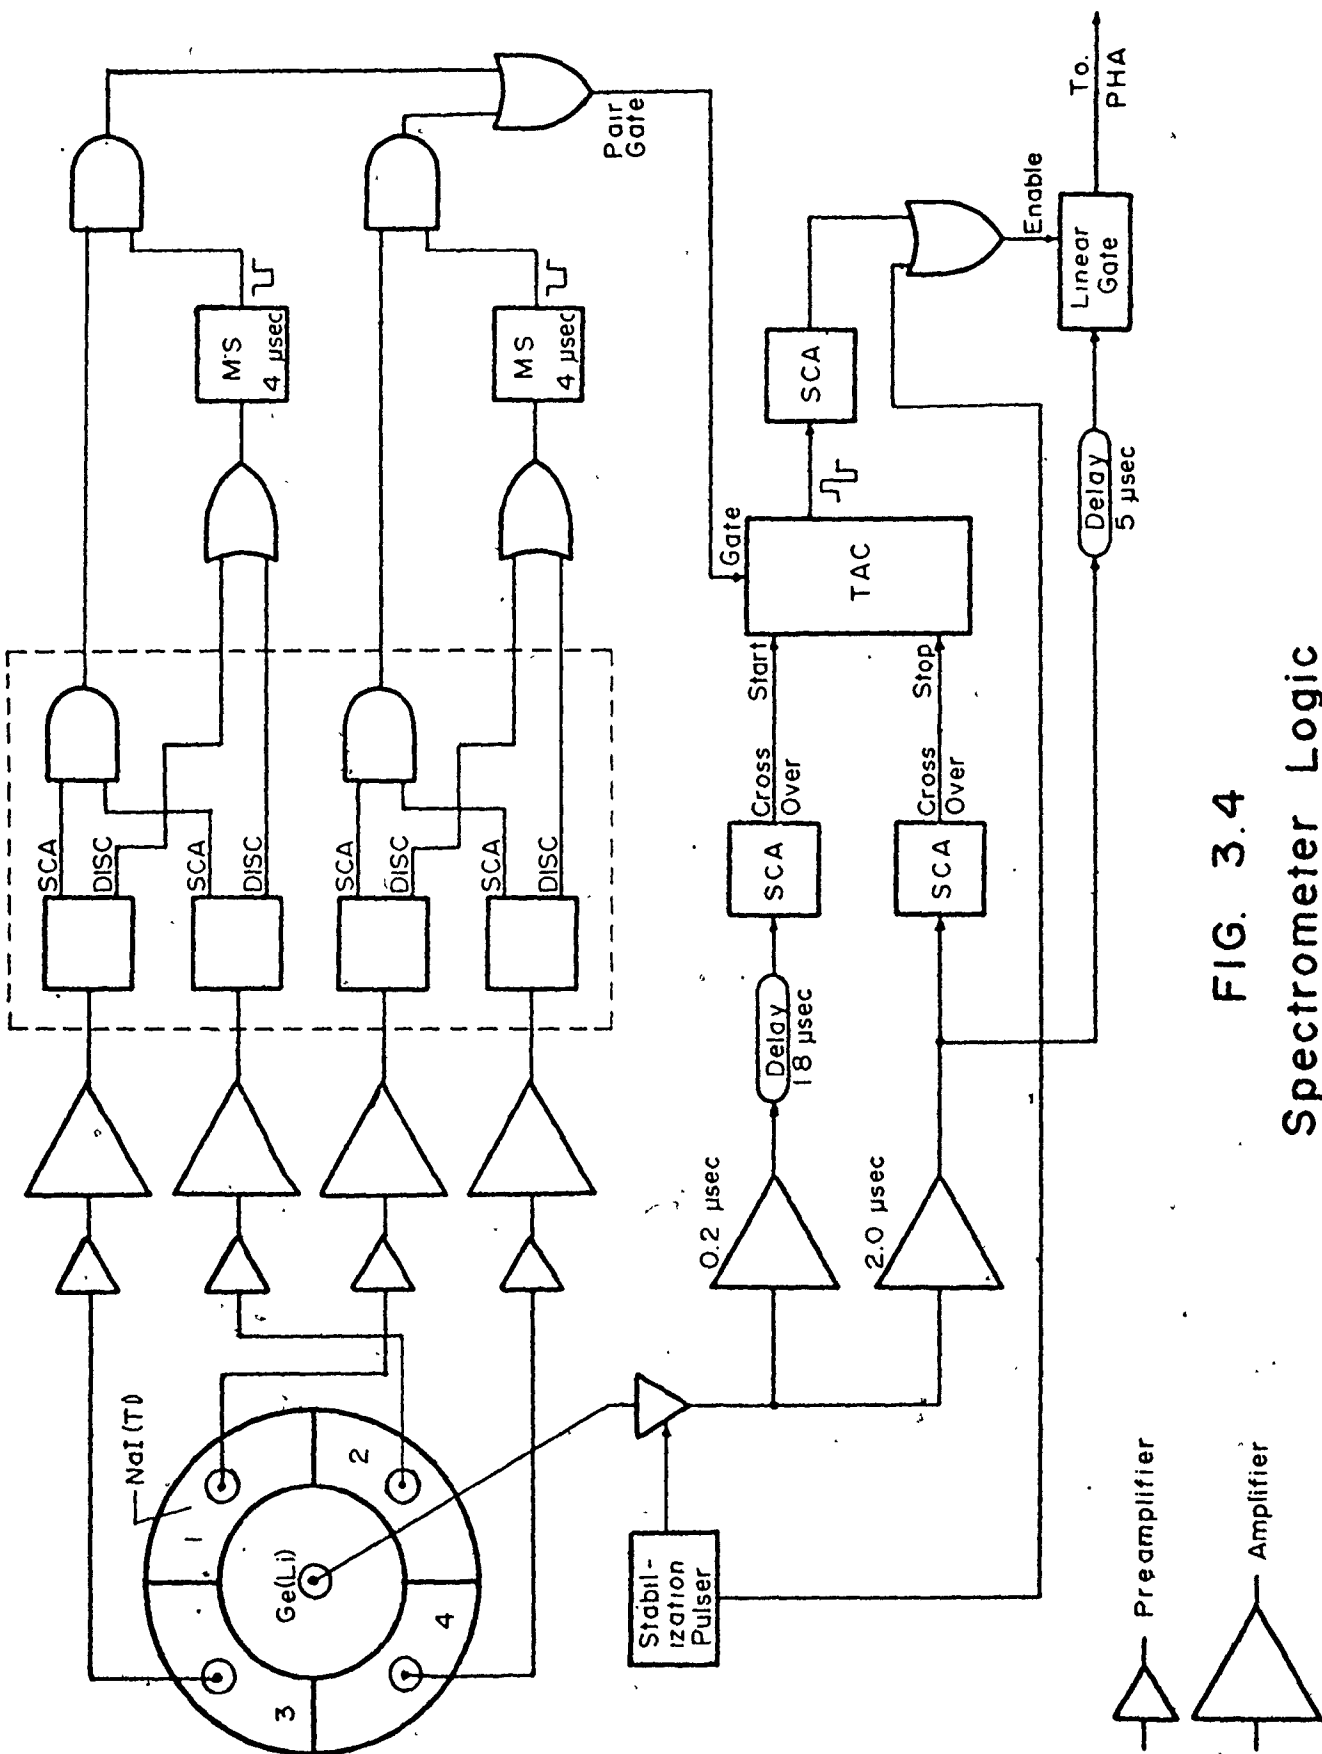 NaI(Tl)
1
2
3
4
Ge(Li)
SCA
DISC
SCA
DISC
SCA
DISC
SCA
DISC
MS
4 µsec
MS
4 µsec
Pair
Gate
Stabil-
ization
Pulser
0.2 µsec
2.0 µsec
Delay
SCA
Cross
Over
Start
SCA
Cross
Over
Stop
Gate
TAC
SCA
Enable
Linear
Gate
Delay
5 µsec
To.
PHA
Preamplifier
Amplifier
FIG. 3.4
Spectrometer Logic